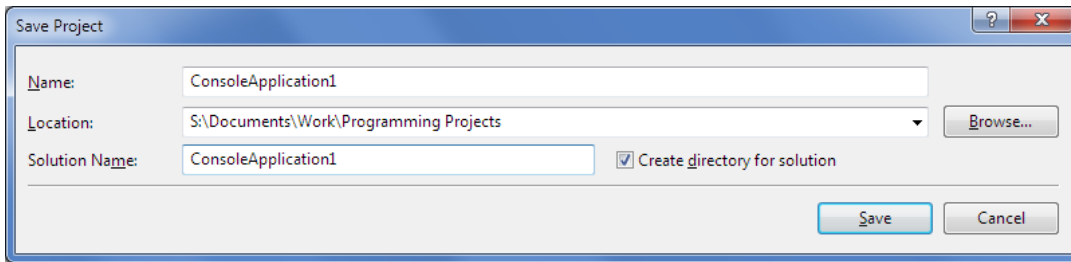 Save Project
?
X
Name: ConsoleApplication1
Location: S:\Documents\Work\Programming Projects Browse...
Solution Name: ConsoleApplication1 Create directory for solution
Save Cancel